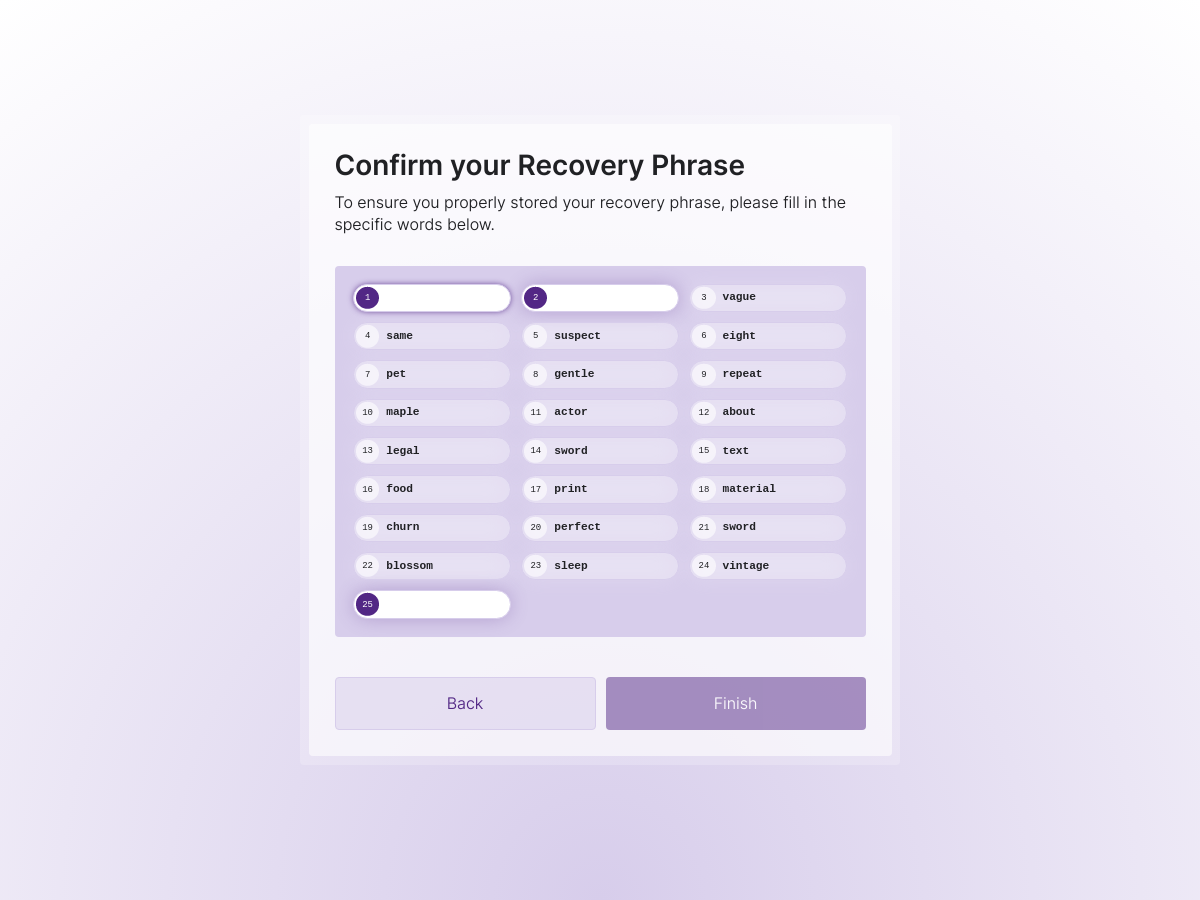 Confirm your Recovery Phrase
To ensure you properly stored your recovery phrase, please fill in the
specific words below.
1 2 3 vague
4 same 5 suspect 6 eight
7 pet 8 gentle 9 repeat
10 maple 11 actor 12 about
13 legal 14 sword 15 text
16 food 17 print 18 material
19 churn 20 perfect 21 sword
22 blossom 23 sleep 24 vintage
25
Back Finish